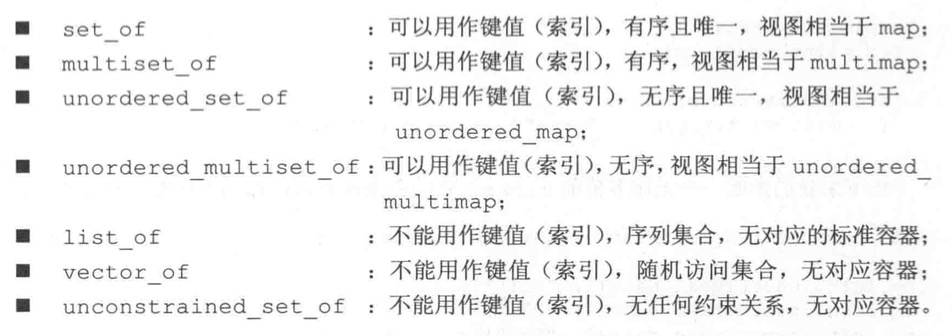 ■ set_of :可以用作键值(索引),有序且唯一,视图相当于 map;
■ multiset_of :可以用作键值(索引),有序,视图相当于 multimap;
■ unordered_set_of :可以用作键值(索引),无序且唯一,视图相当于
unordered_map;
■ unordered_multiset_of:可以用作键值(索引),无序,视图相当于 unordered_
multimap;
■ list_of :不能用作键值(索引),序列集合,无对应的标准容器;
■ vector_of :不能用作键值(索引),随机访问集合,无对应容器;
■ unconstrained_set_of :不能用作键值(索引),无任何约束关系,无对应容器。